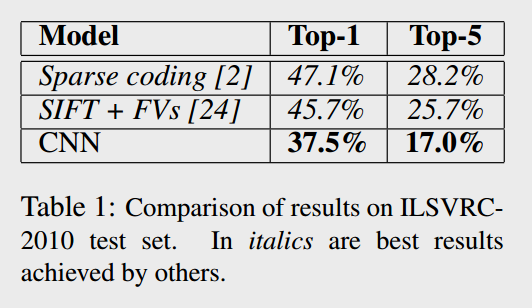 Model Top-1 Top-5
Sparse coding [2] 47.1% 28.2%
SIFT + FVs [24] 45.7% 25.7%
CNN 37.5% 17.0%
Table 1: Comparison of results on ILSVRC-
2010 test set. In italics are best results
achieved by others.